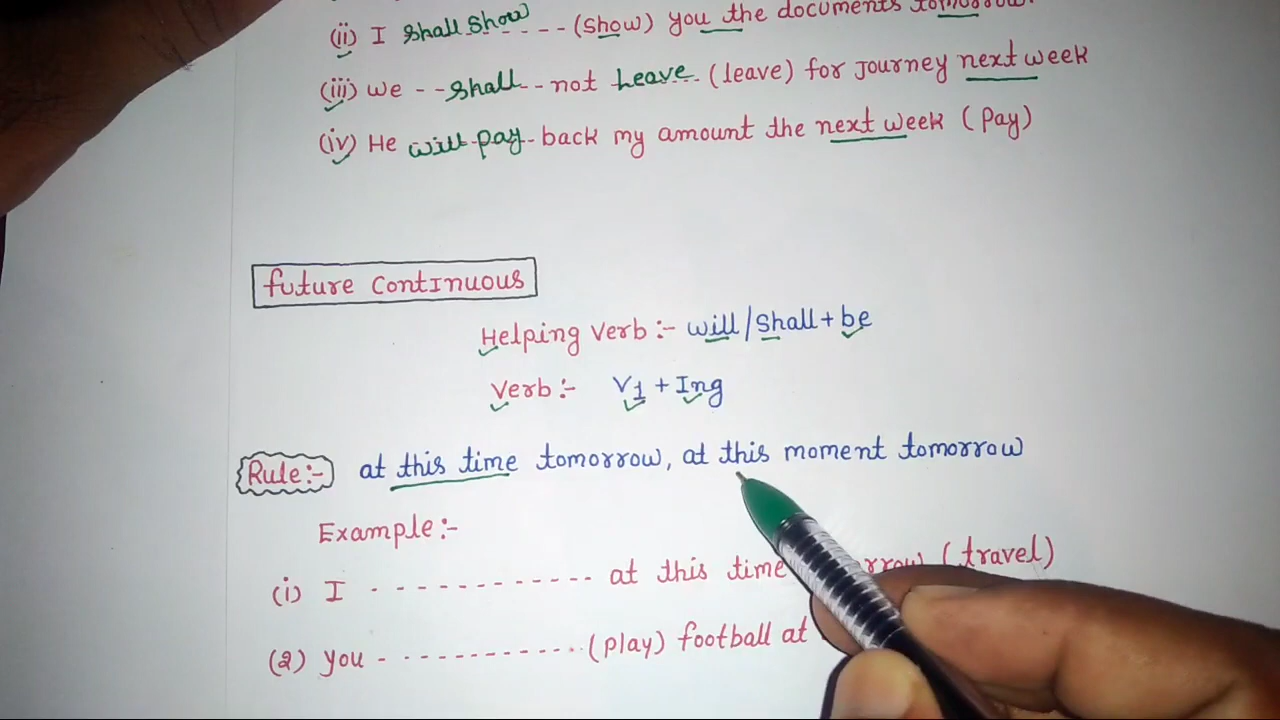 (ii) I shall show (show) you the documents tomorrow.
(iii) We --shall--not Leave (leave) for Journey next week
(iv) He will pay back my amount the next week (Pay)
future Continuous
Helping Verb :- will/shall + be
Verb :- V1 + Ing
Rule:- at this time tomorrow, at this moment tomorrow
Example :-
(i) I ------------ at this time (travel)
(2) you ------------ (play) football at